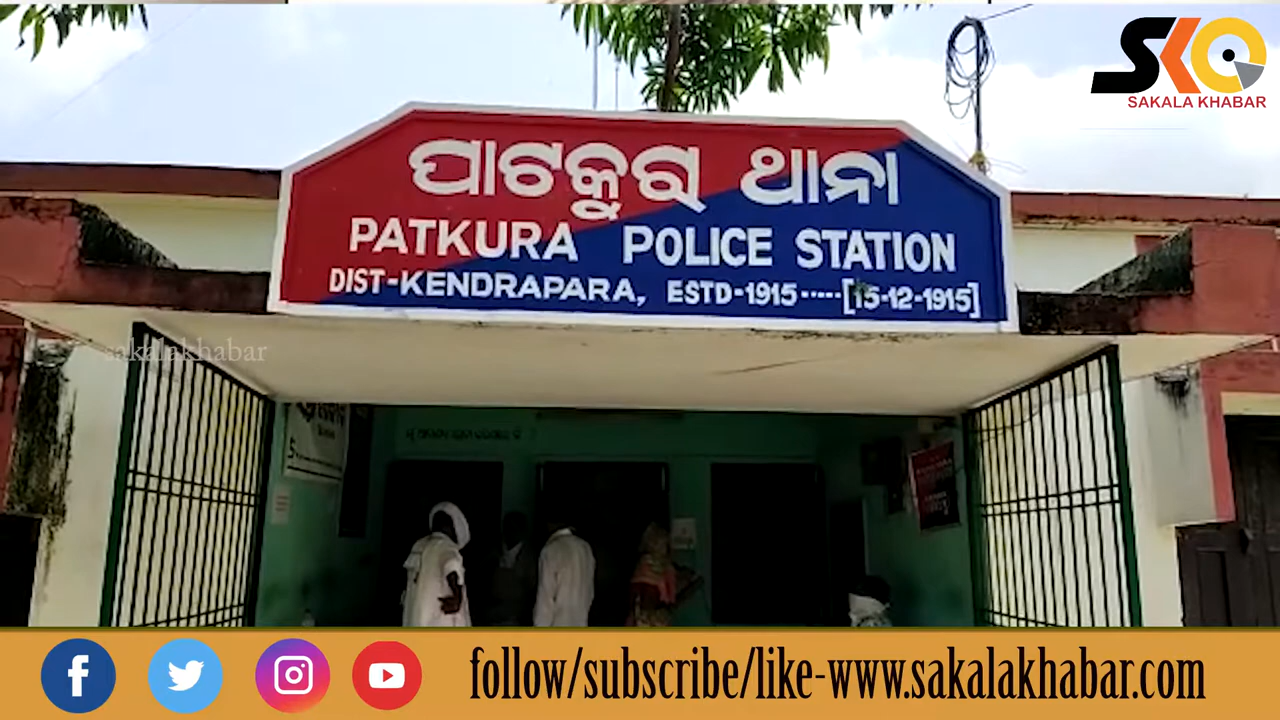 SKQ
SAKALA KHABAR
ପାଟକୁରା ଥାନା
PATKURA POLICE STATION
DIST-KENDRAPARA, ESTD-1915-----[15-12-1915]
sakalakhabar
follow/subscribe/like-www.sakalakhabar.com